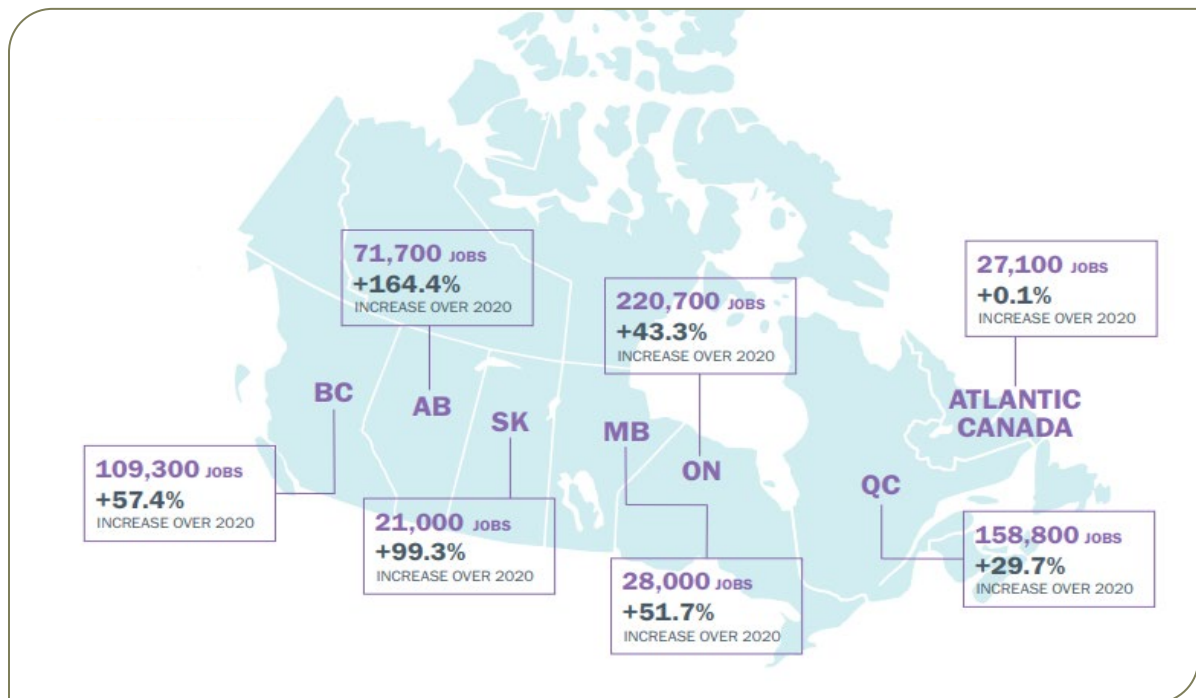 71,700 JOBS
+164.4%
INCREASE OVER 2020
220,700 JOBS
+43.3%
INCREASE OVER 2020
27,100 JOBS
+0.1%
INCREASE OVER 2020
BC
AB
SK
MB
ON
QC
ATLANTIC
CANADA
109,300 JOBS
+57.4%
INCREASE OVER 2020
21,000 JOBS
+99.3%
INCREASE OVER 2020
28,000 JOBS
+51.7%
INCREASE OVER 2020
158,800 JOBS
+29.7%
INCREASE OVER 2020